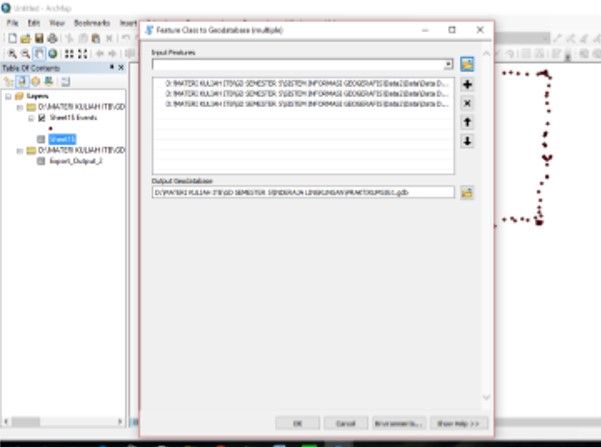 Untitled - ArcMap
File Edit View Bookmarks Insert
Table Of Contents
Layers
D:\MATERI KULIAH ITB\GD
Sheet1$ Events
Sheet1$
D:\MATERI KULIAH ITB\GD
Export_Output_2
Feature Class to Geodatabase (multiple)
Input Features
D:\MATERI KULIAH ITB\GD SEMESTER 5\SISTEM INFORMASI GEOGRAFIS\Data2\Data\Data D...
D:\MATERI KULIAH ITB\GD SEMESTER 5\SISTEM INFORMASI GEOGRAFIS\Data2\Data\Data D...
D:\MATERI KULIAH ITB\GD SEMESTER 5\SISTEM INFORMASI GEOGRAFIS\Data2\Data\Data D...
Output Geodatabase
D:\MATERI KULIAH ITB\GD SEMESTER 5\INDERAJA LINGKUNGAN\
OK Cancel Environments... Show Help >>